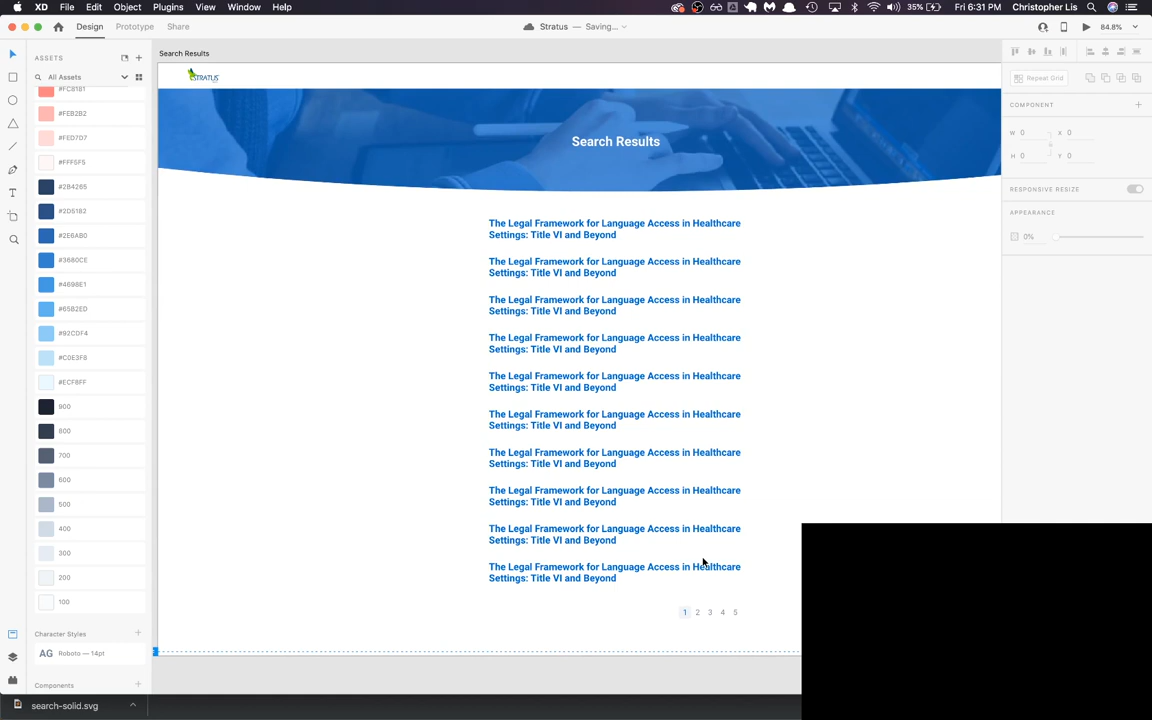 XD File Edit Object Plugins View Window Help
35% Fri 6:31 PM Christopher Lis
Design Prototype Share
Stratus — Saving...
84.8%
ASSETS
Search Results
All Assets
STRATUS
Repeat Grid
#FC8181
#FEB2B2
COMPONENT
#FED7D7
W 0 X 0
Search Results
H 0 Y 0
#FFF5F5
#2B4265
RESPONSIVE RESIZE
#2D51B2
APPEARANCE
#2E6AB0
0%
#3680CE
#4698E1
#65B2ED
#92CDF4
#C0E3F8
#ECF8FF
900
800
700
600
500
400
300
200
100
The Legal Framework for Language Access in Healthcare
Settings: Title VI and Beyond
The Legal Framework for Language Access in Healthcare
Settings: Title VI and Beyond
The Legal Framework for Language Access in Healthcare
Settings: Title VI and Beyond
The Legal Framework for Language Access in Healthcare
Settings: Title VI and Beyond
The Legal Framework for Language Access in Healthcare
Settings: Title VI and Beyond
The Legal Framework for Language Access in Healthcare
Settings: Title VI and Beyond
The Legal Framework for Language Access in Healthcare
Settings: Title VI and Beyond
The Legal Framework for Language Access in Healthcare
Settings: Title VI and Beyond
The Legal Framework for Language Access in Healthcare
Settings: Title VI and Beyond
The Legal Framework for Language Access in Healthcare
Settings: Title VI and Beyond
1 2 3 4 5
Character Styles
AG Roboto — 14pt
Components
search-solid.svg